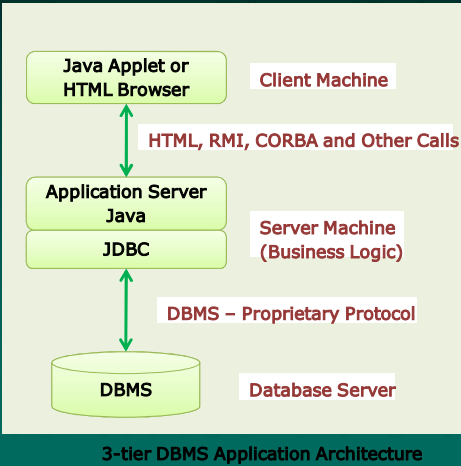 Java Applet or
HTML Browser
Client Machine
HTML, RMI, CORBA and Other Calls
Application Server
Java
JDBC
Server Machine
(Business Logic)
DBMS – Proprietary Protocol
DBMS
Database Server
3-tier DBMS Application Architecture